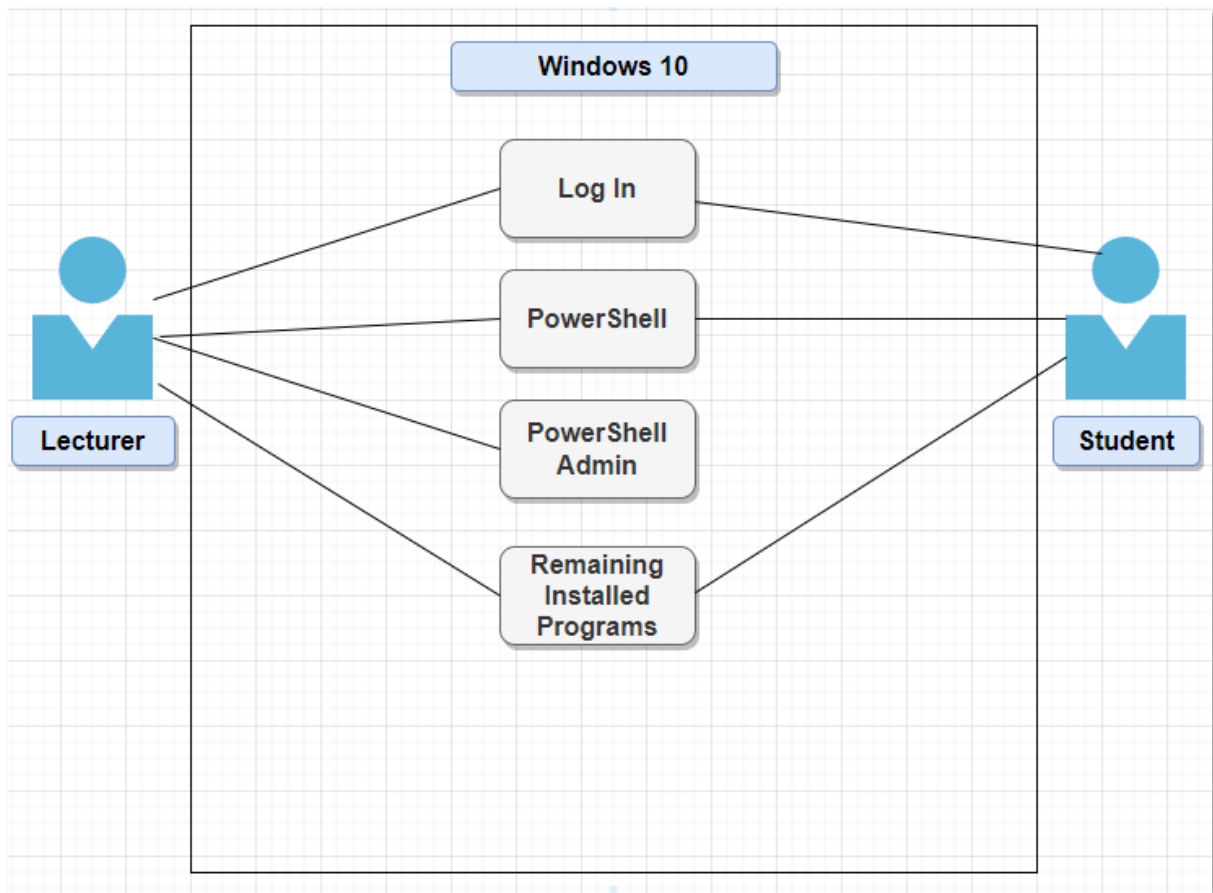 Windows 10
Log In
PowerShell
PowerShell
Admin
Lecturer
Student
Remaining
Installed
Programs